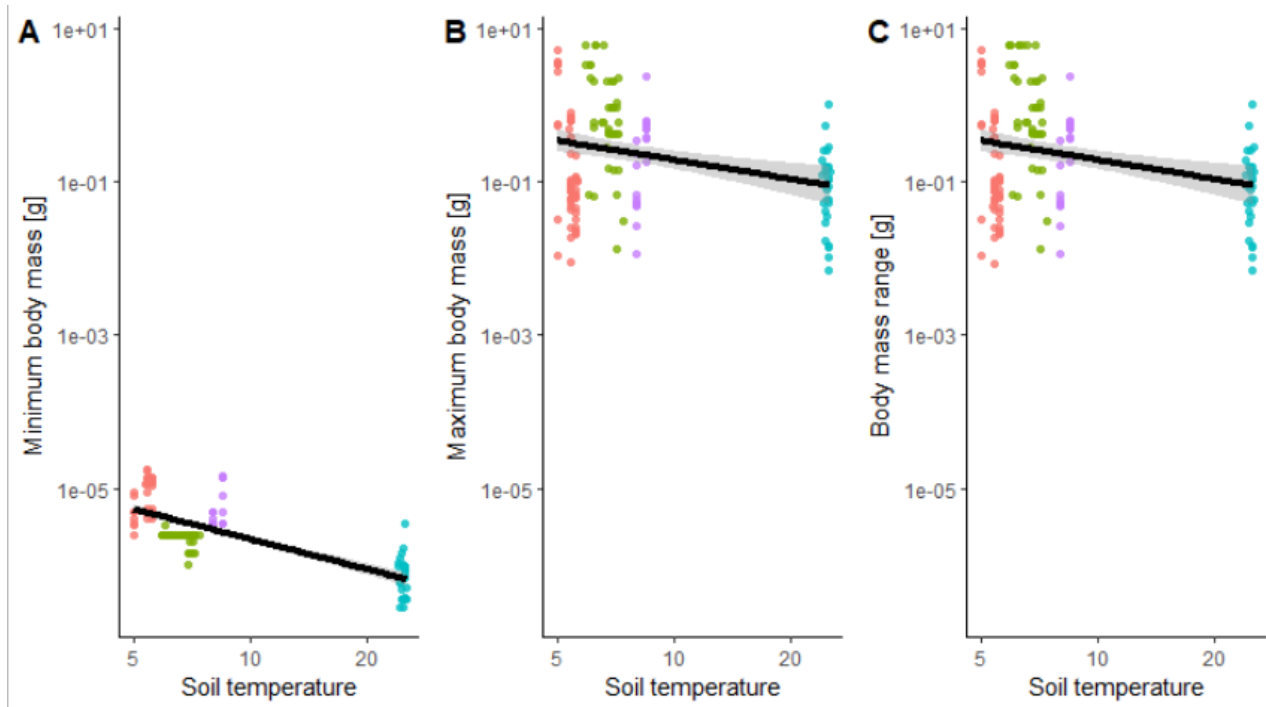 A
Minimum body mass [g]
1e+01
1e-01
1e-03
1e-05
5
10
20
Soil temperature
B
Maximum body mass [g]
1e+01
1e-01
1e-03
1e-05
5
10
20
Soil temperature
C
Body mass range [g]
1e+01
1e-01
1e-03
1e-05
5
10
20
Soil temperature